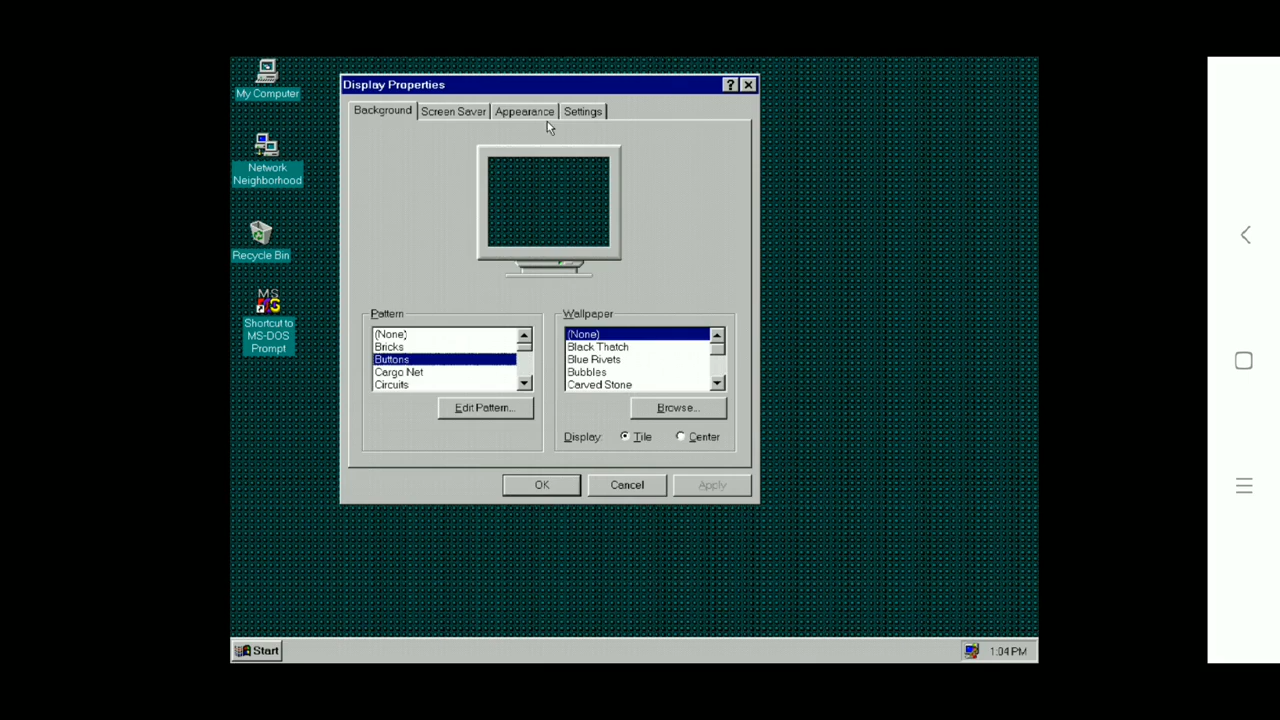 My Computer
Network
Neighborhood
Recycle Bin
MS
Shortcut to
MS-DOS
Prompt
Display Properties
?
Background
Screen Saver
Appearance
Settings
Pattern
(None)
Bricks
Buttons
Cargo Net
Circuits
Edit Pattern...
Wallpaper
(None)
Black Thatch
Blue Rivets
Bubbles
Carved Stone
Browse...
Display:
Tile
Center
OK
Cancel
Apply
Start
1:04 PM